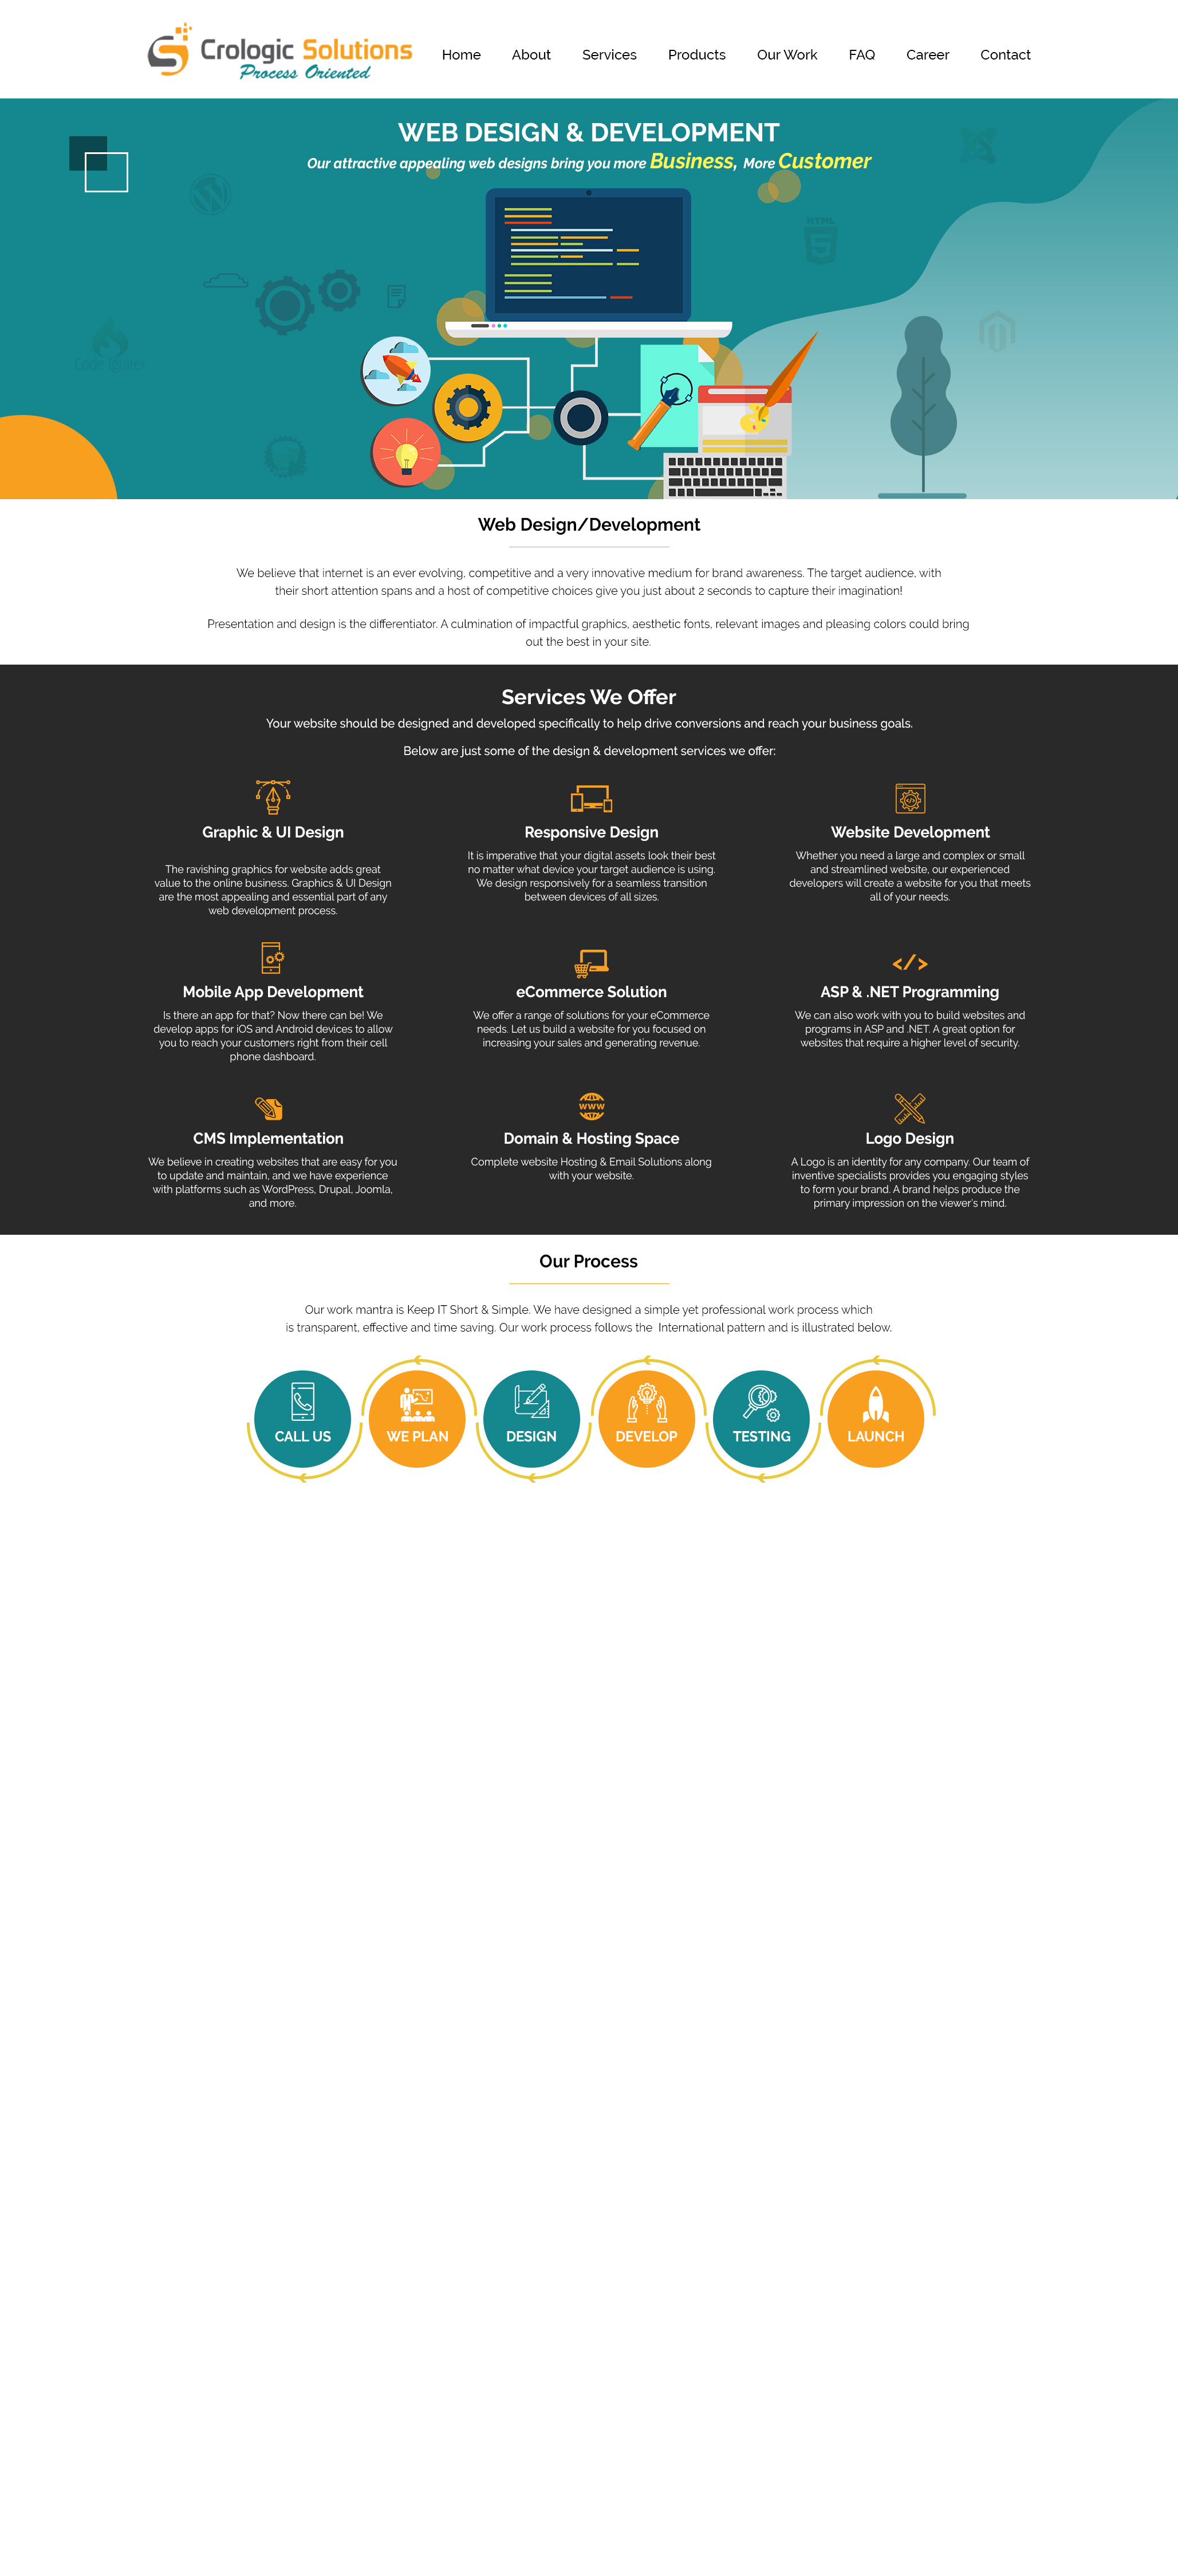 Crologic Solutions
Process Oriented
Home About Services Products Our Work FAQ Career Contact
WEB DESIGN & DEVELOPMENT
Our attractive appealing web designs bring you more Business, More Customer
HTML
5
Code Igniter
Web Design/Development
We believe that internet is an ever evolving, competitive and a very innovative medium for brand awareness. The target audience, with
their short attention spans and a host of competitive choices give you just about 2 seconds to capture their imagination!
Presentation and design is the differentiator. A culmination of impactful graphics, aesthetic fonts, relevant images and pleasing colors could bring
out the best in your site.
Services We Offer
Your website should be designed and developed specifically to help drive conversions and reach your business goals.
Below are just some of the design & development services we offer:
Graphic & UI Design
The ravishing graphics for website adds great
value to the online business. Graphics & UI Design
are the most appealing and essential part of any
web development process.
Responsive Design
It is imperative that your digital assets look their best
no matter what device your target audience is using.
We design responsively for a seamless transition
between devices of all sizes.
Website Development
Whether you need a large and complex or small
and streamlined website, our experienced
developers will create a website for you that meets
all of your needs.
Mobile App Development
Is there an app for that? Now there can be! We
develop apps for iOS and Android devices to allow
you to reach your customers right from their cell
phone dashboard.
eCommerce Solution
We offer a range of solutions for your eCommerce
needs. Let us build a website for you focused on
increasing your sales and generating revenue.
</>
ASP & .NET Programming
We can also work with you to build websites and
programs in ASP and .NET. A great option for
websites that require a higher level of security.
CMS Implementation
We believe in creating websites that are easy for you
to update and maintain, and we have experience
with platforms such as WordPress, Drupal, Joomla,
and more.
WWW
Domain & Hosting Space
Complete website Hosting & Email Solutions along
with your website.
Logo Design
A Logo is an identity for any company. Our team of
inventive specialists provides you engaging styles
to form your brand. A brand helps produce the
primary impression on the viewer's mind.
Our Process
Our work mantra is Keep IT Short & Simple. We have designed a simple yet professional work process which
is transparent, effective and time saving. Our work process follows the International pattern and is illustrated below.
CALL US
WE PLAN
DESIGN
DEVELOP
TESTING
LAUNCH